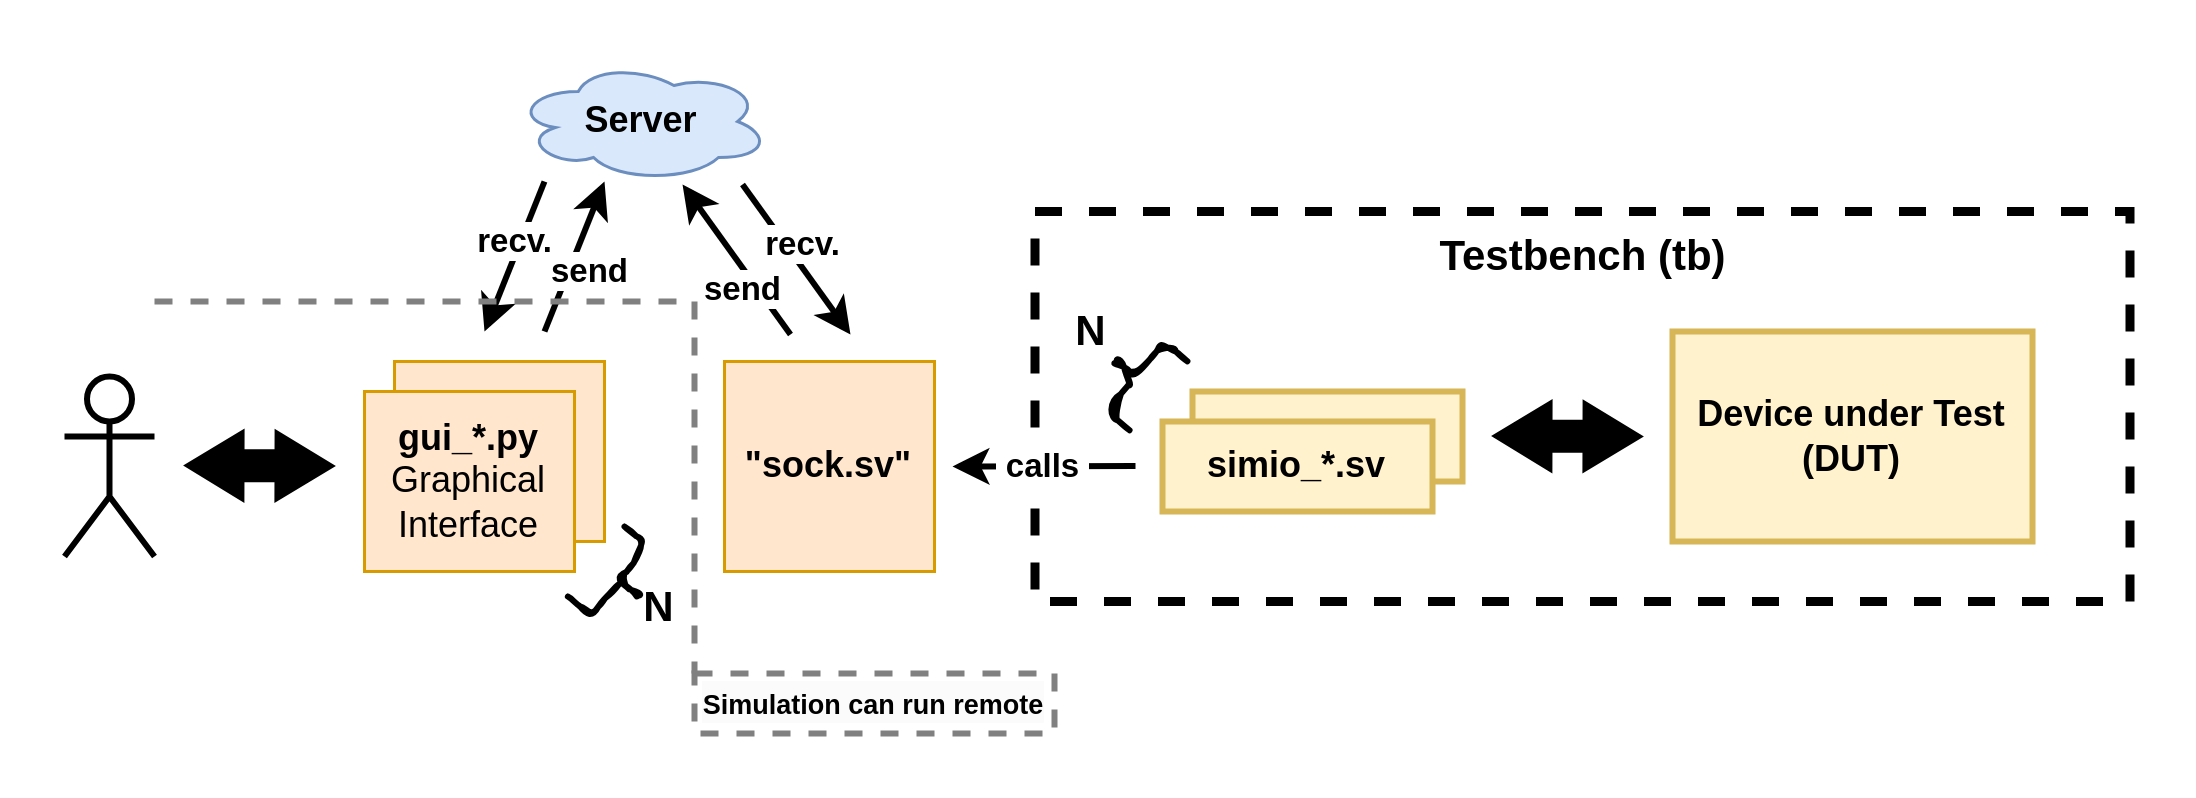 Server
recv.
send
recv.
send
Testbench (tb)
N
gui_*.py
Graphical
Interface
N
"sock.sv"
calls
simio_*.sv
Device under Test
(DUT)
Simulation can run remote